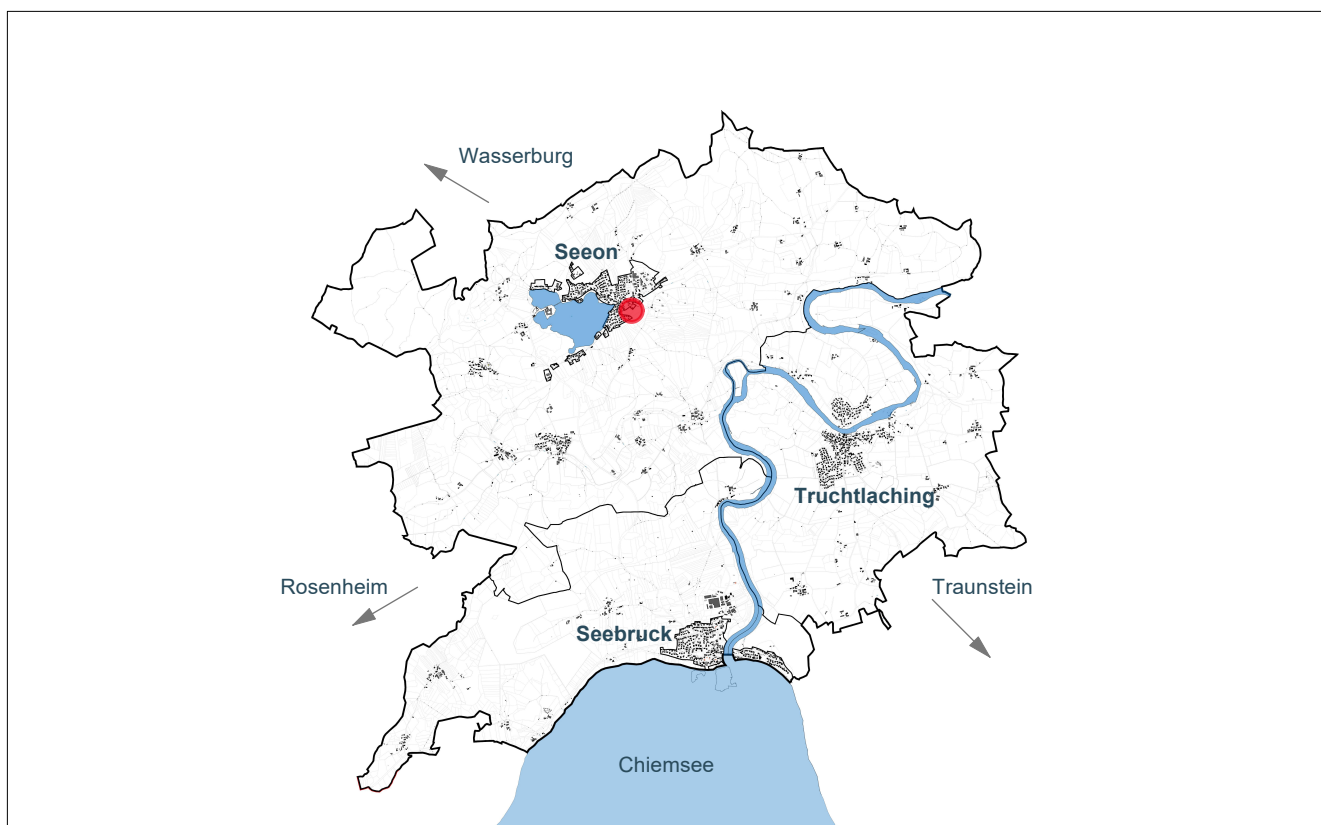 Wasserburg
Seeon
Truchtlaching
Rosenheim
Traunstein
Seebruck
Chiemsee